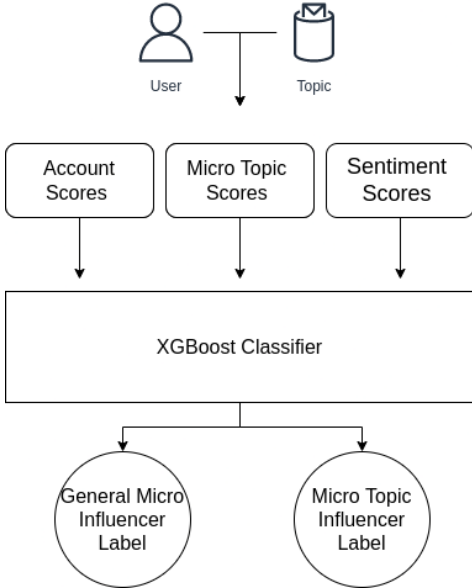 User
Topic
Account
Scores
Micro Topic
Scores
Sentiment
Scores
XGBoost Classifier
General Micro
Influencer
Label
Micro Topic
Influencer
Label